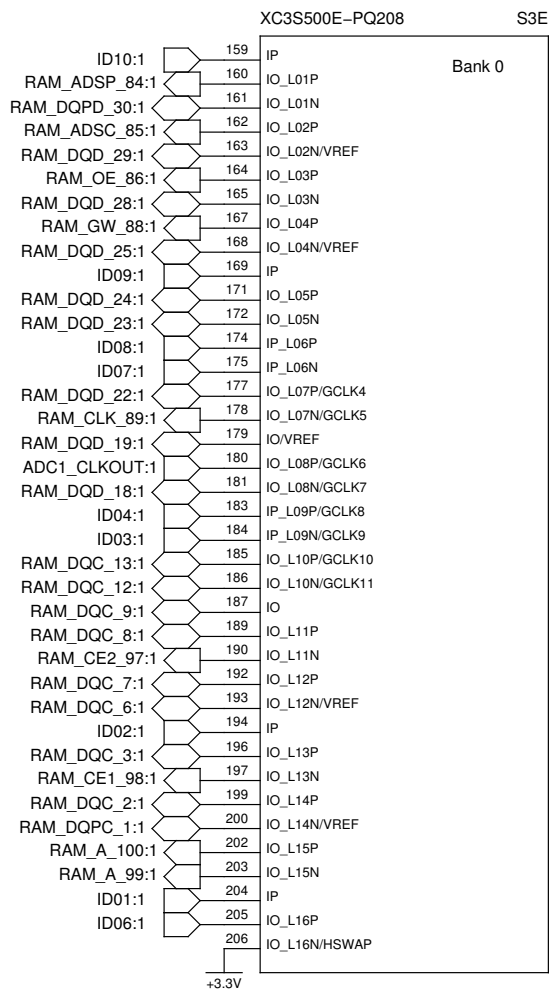 XC3S500E−PQ208 S3E
Bank 0
ID10:1 159 IP
RAM_ADSP_84:1 160 IO_L01P
RAM_DQPD_30:1 161 IO_L01N
RAM_ADSC_85:1 162 IO_L02P
RAM_DQD_29:1 163 IO_L02N/VREF
RAM_OE_86:1 164 IO_L03P
RAM_DQD_28:1 165 IO_L03N
RAM_GW_88:1 167 IO_L04P
RAM_DQD_25:1 168 IO_L04N/VREF
ID09:1 169 IP
RAM_DQD_24:1 171 IO_L05P
RAM_DQD_23:1 172 IO_L05N
ID08:1 174 IP_L06P
ID07:1 175 IP_L06N
RAM_DQD_22:1 177 IO_L07P/GCLK4
RAM_CLK_89:1 178 IO_L07N/GCLK5
RAM_DQD_19:1 179 IO/VREF
ADC1_CLKOUT:1 180 IO_L08P/GCLK6
RAM_DQD_18:1 181 IO_L08N/GCLK7
ID04:1 183 IP_L09P/GCLK8
ID03:1 184 IP_L09N/GCLK9
RAM_DQC_13:1 185 IO_L10P/GCLK10
RAM_DQC_12:1 186 IO_L10N/GCLK11
RAM_DQC_9:1 187 IO
RAM_DQC_8:1 189 IO_L11P
RAM_CE2_97:1 190 IO_L11N
RAM_DQC_7:1 192 IO_L12P
RAM_DQC_6:1 193 IO_L12N/VREF
ID02:1 194 IP
RAM_DQC_3:1 196 IO_L13P
RAM_CE1_98:1 197 IO_L13N
RAM_DQC_2:1 199 IO_L14P
RAM_DQPC_1:1 200 IO_L14N/VREF
RAM_A_100:1 202 IO_L15P
RAM_A_99:1 203 IO_L15N
ID01:1 204 IP
ID06:1 205 IO_L16P
206 IO_L16N/HSWAP
+3.3V